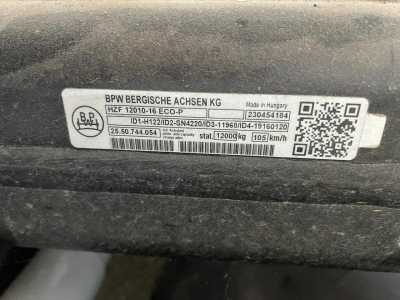 BPW BERGISCHE ACHSEN KG
Made in Hungary
HZF 12010-16 ECO-P
230454184
ID1-H122/ID2-SN4220/ID3-11960/ID4-19160120
BPW
25.50.744.054
stat. 12000 kg 105 km/h